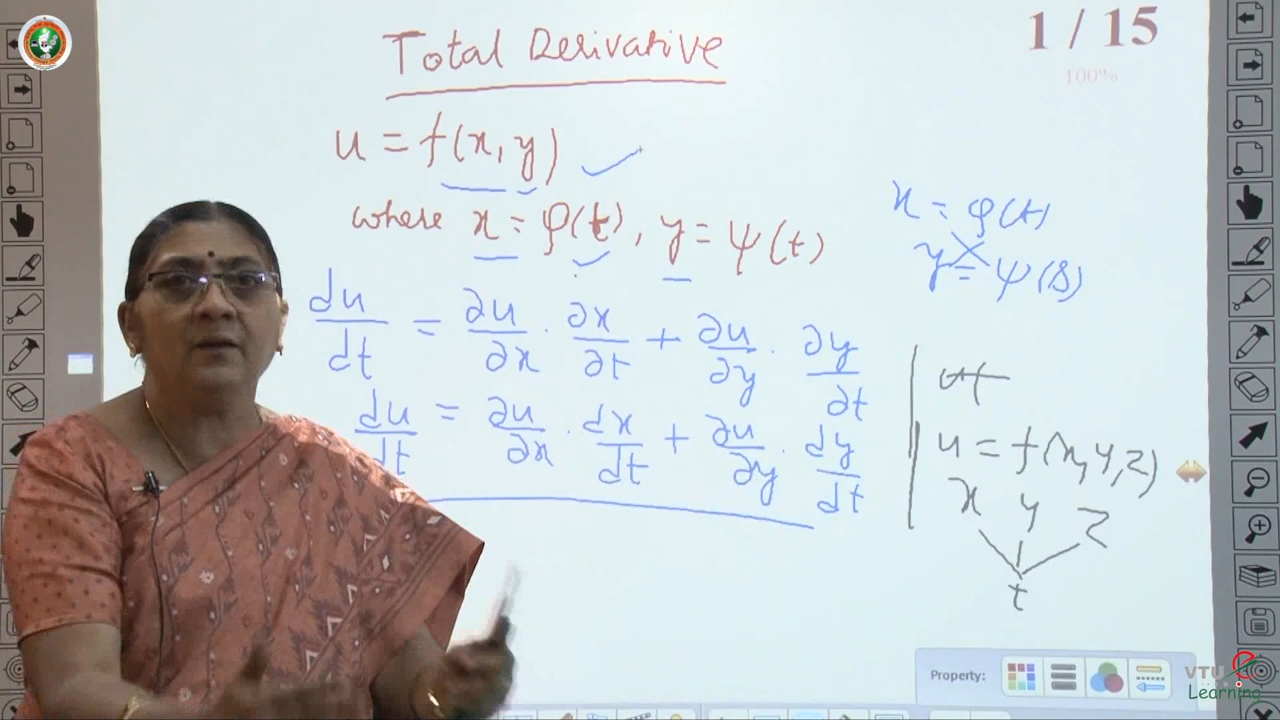 Total Derivative
1 / 15
100%
u = f(x, y)
where x = φ(t), y = ψ(t)
x = φ(t)
y = ψ(s)
du/dt = ∂u/∂x . ∂x/∂t + ∂u/∂y . ∂y/∂t
du/dt = ∂u/∂x . dx/dt + ∂u/∂y . dy/dt
u = f(x, y, z)
x y z
t
Property:
VTU e
Learning